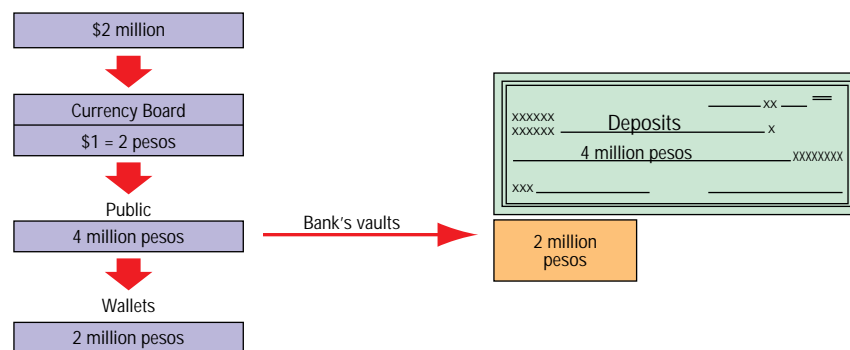 $2 million
Currency Board
$1 = 2 pesos
Public
4 million pesos
Wallets
2 million pesos
Bank's vaults
xx
xxxxxx
xxxxxx
Deposits
x
4 million pesos
xxxxxxxx
xxx
2 million
pesos